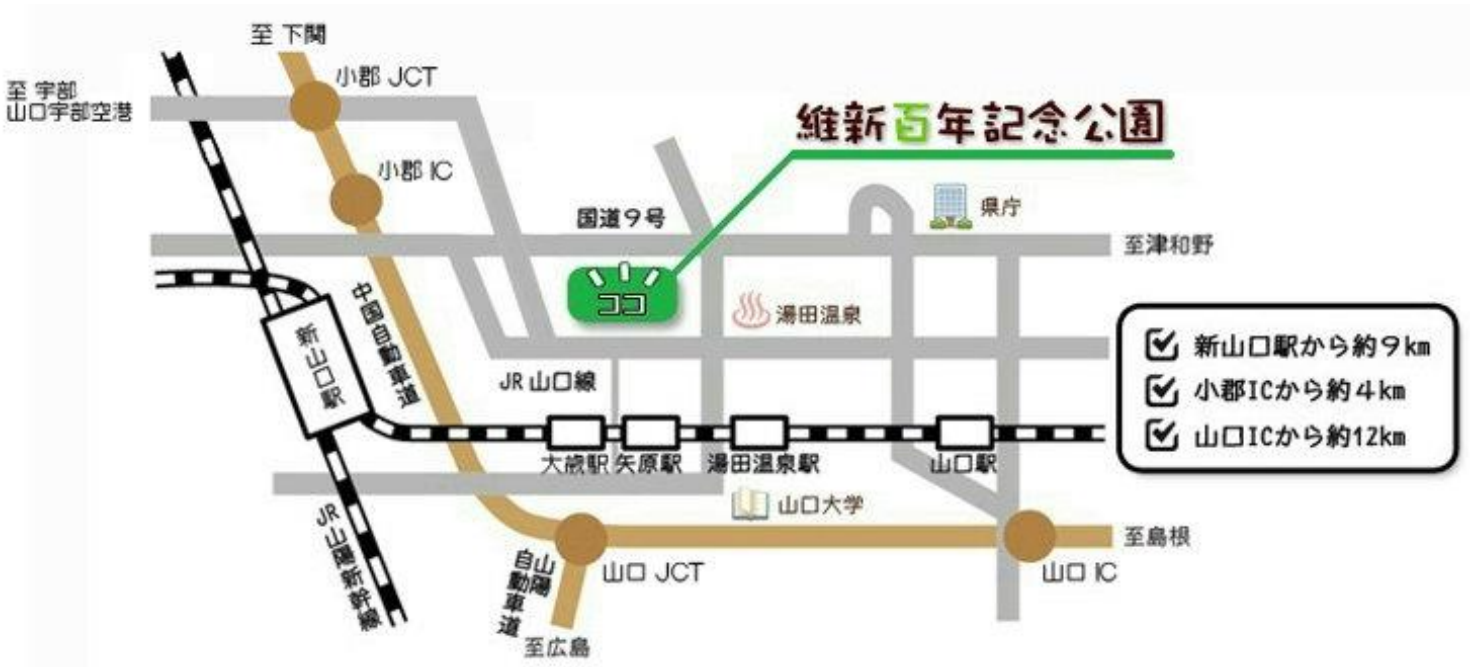 至 下関
小郡 JCT
至 宇部
山口宇部空港
維新百年記念公園
小郡 IC
県庁
国道9号
至津和野
ココ
湯田温泉
中国自動車道
新山口駅
JR 山口線
新山口駅から約9km
小郡ICから約4km
山口ICから約12km
大歳駅
矢原駅
湯田温泉駅
山口駅
山口大学
JR山陽新幹線
至島根
山陽
自動車道
山口 JCT
山口 IC
至広島